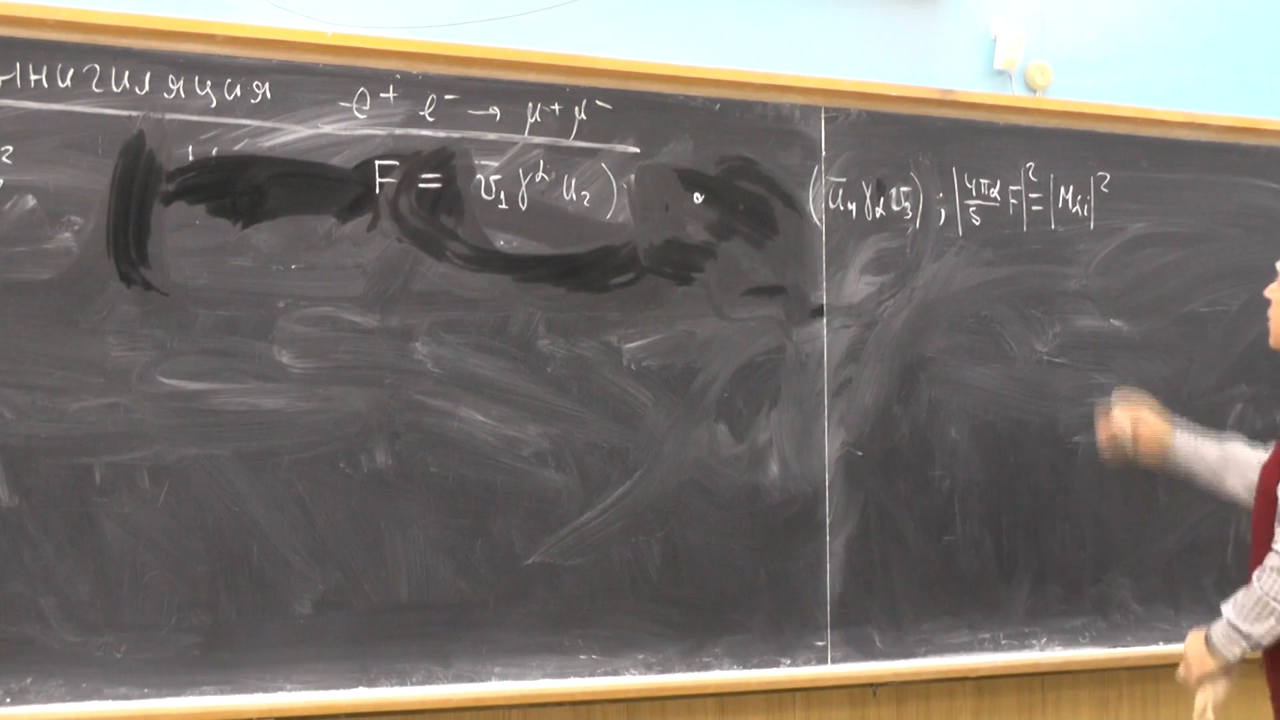 ннигиляция e⁺ e⁻ → μ⁺ μ⁻
F = v̄₁ γ^α u₂) · (ū₄ γ_α v₃) ; |4πα/s F|² = |M_fi|²